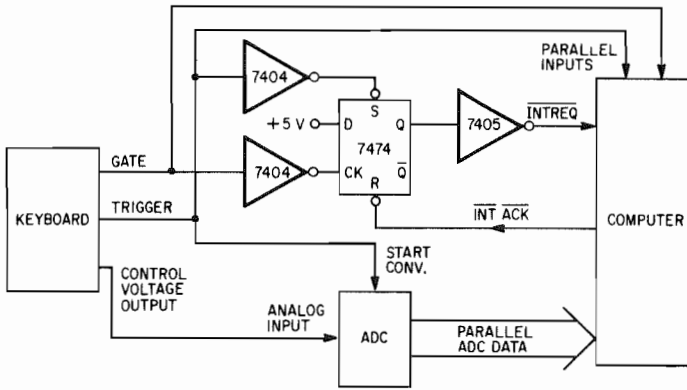 PARALLEL
INPUTS
7404
S
+5 V
D
Q
7474
7405
INTREQ
GATE
7404
CK
Q
R
KEYBOARD
TRIGGER
INT ACK
COMPUTER
START
CONV.
CONTROL
VOLTAGE
OUTPUT
ANALOG
INPUT
ADC
PARALLEL
ADC DATA